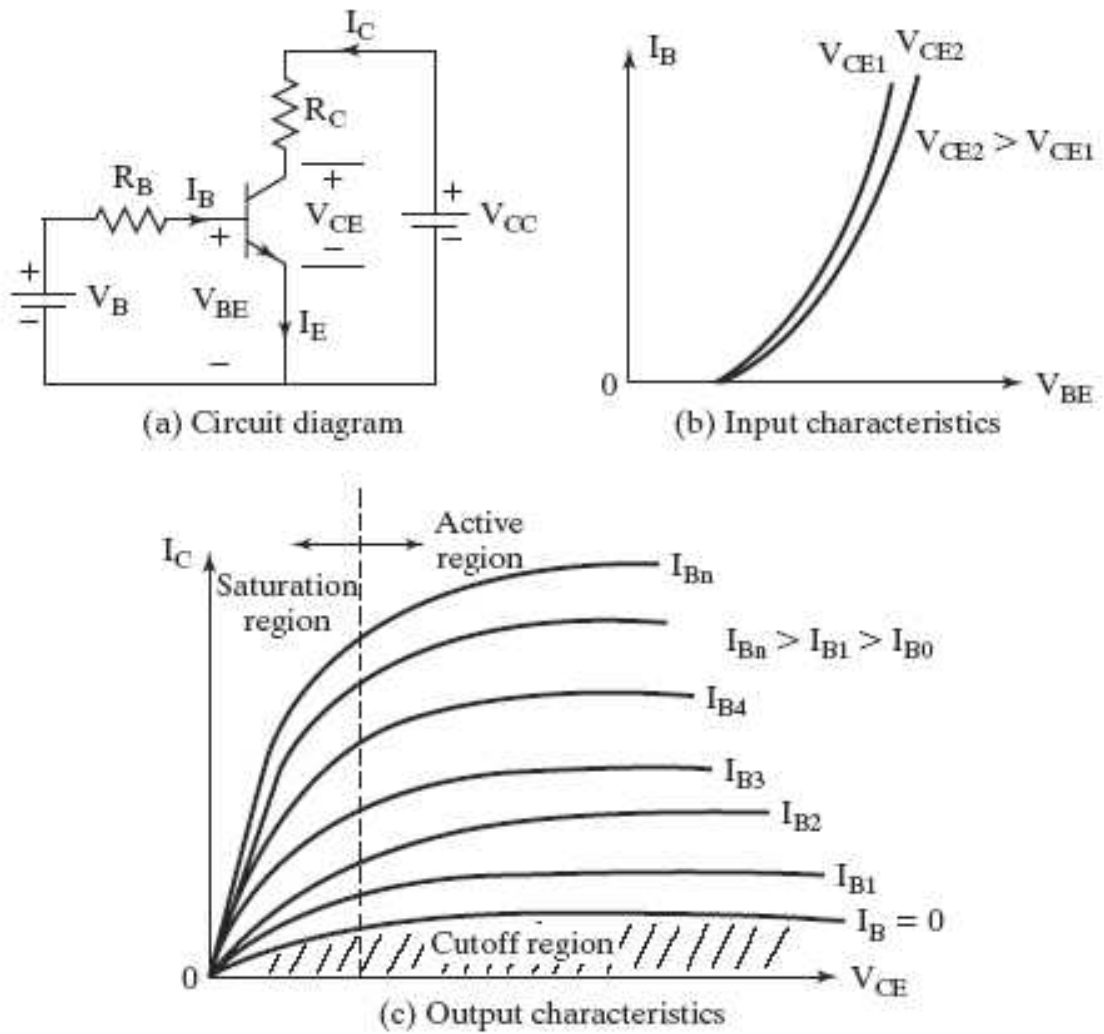 I_C
R_C
R_B
I_B
+
V_CE
−
+
V_CC
−
+
V_B
−
+
V_BE
−
I_E
(a) Circuit diagram
I_B
V_CE1
V_CE2
V_CE2 > V_CE1
0
V_BE
(b) Input characteristics
I_C
Saturation
region
Active
region
I_Bn
I_Bn > I_B1 > I_B0
I_B4
I_B3
I_B2
I_B1
I_B = 0
Cutoff region
0
V_CE
(c) Output characteristics